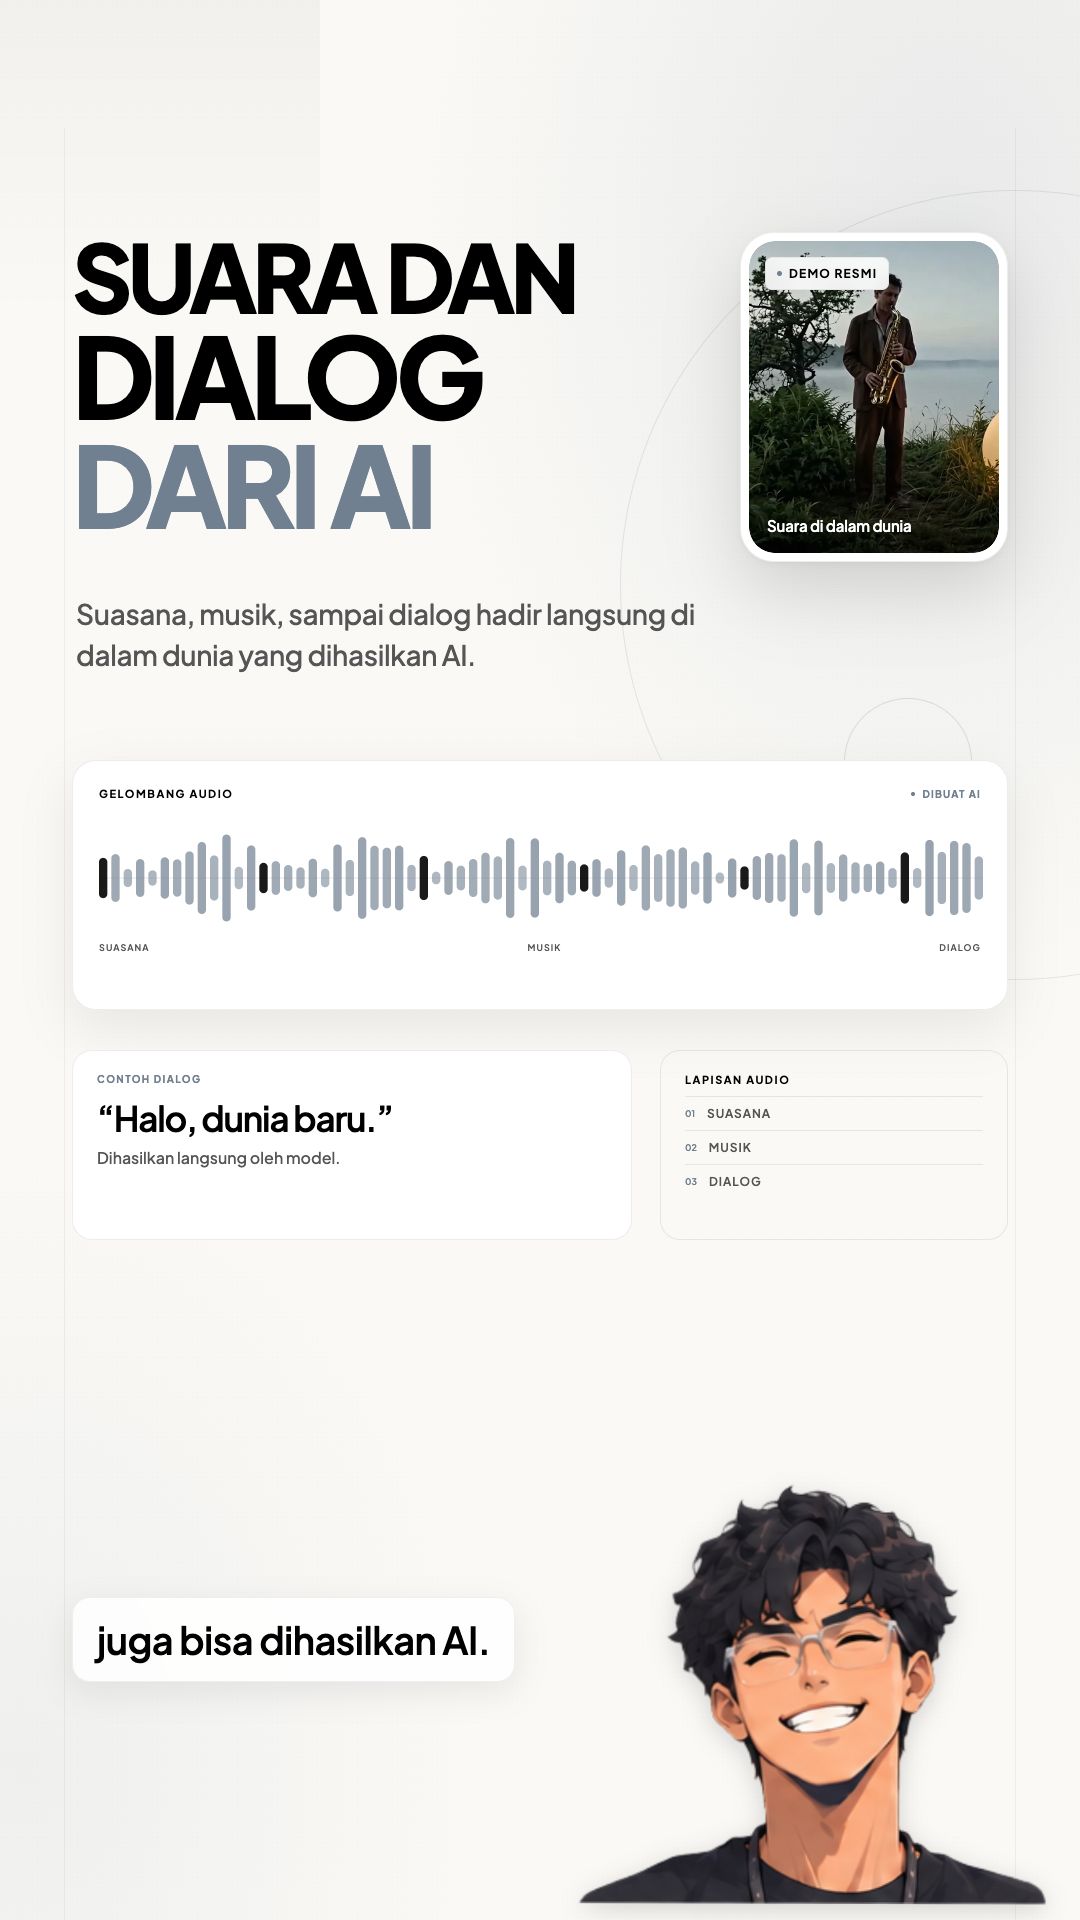 SUARA DAN
DIALOG
DARI AI
DEMO RESMI
Suara di dalam dunia
Suasana, musik, sampai dialog hadir langsung di
dalam dunia yang dihasilkan AI.
GELOMBANG AUDIO
DIBUAT AI
SUASANA
MUSIK
DIALOG
CONTOH DIALOG
“Halo, dunia baru.”
Dihasilkan langsung oleh model.
LAPISAN AUDIO
01 SUASANA
02 MUSIK
03 DIALOG
juga bisa dihasilkan AI.